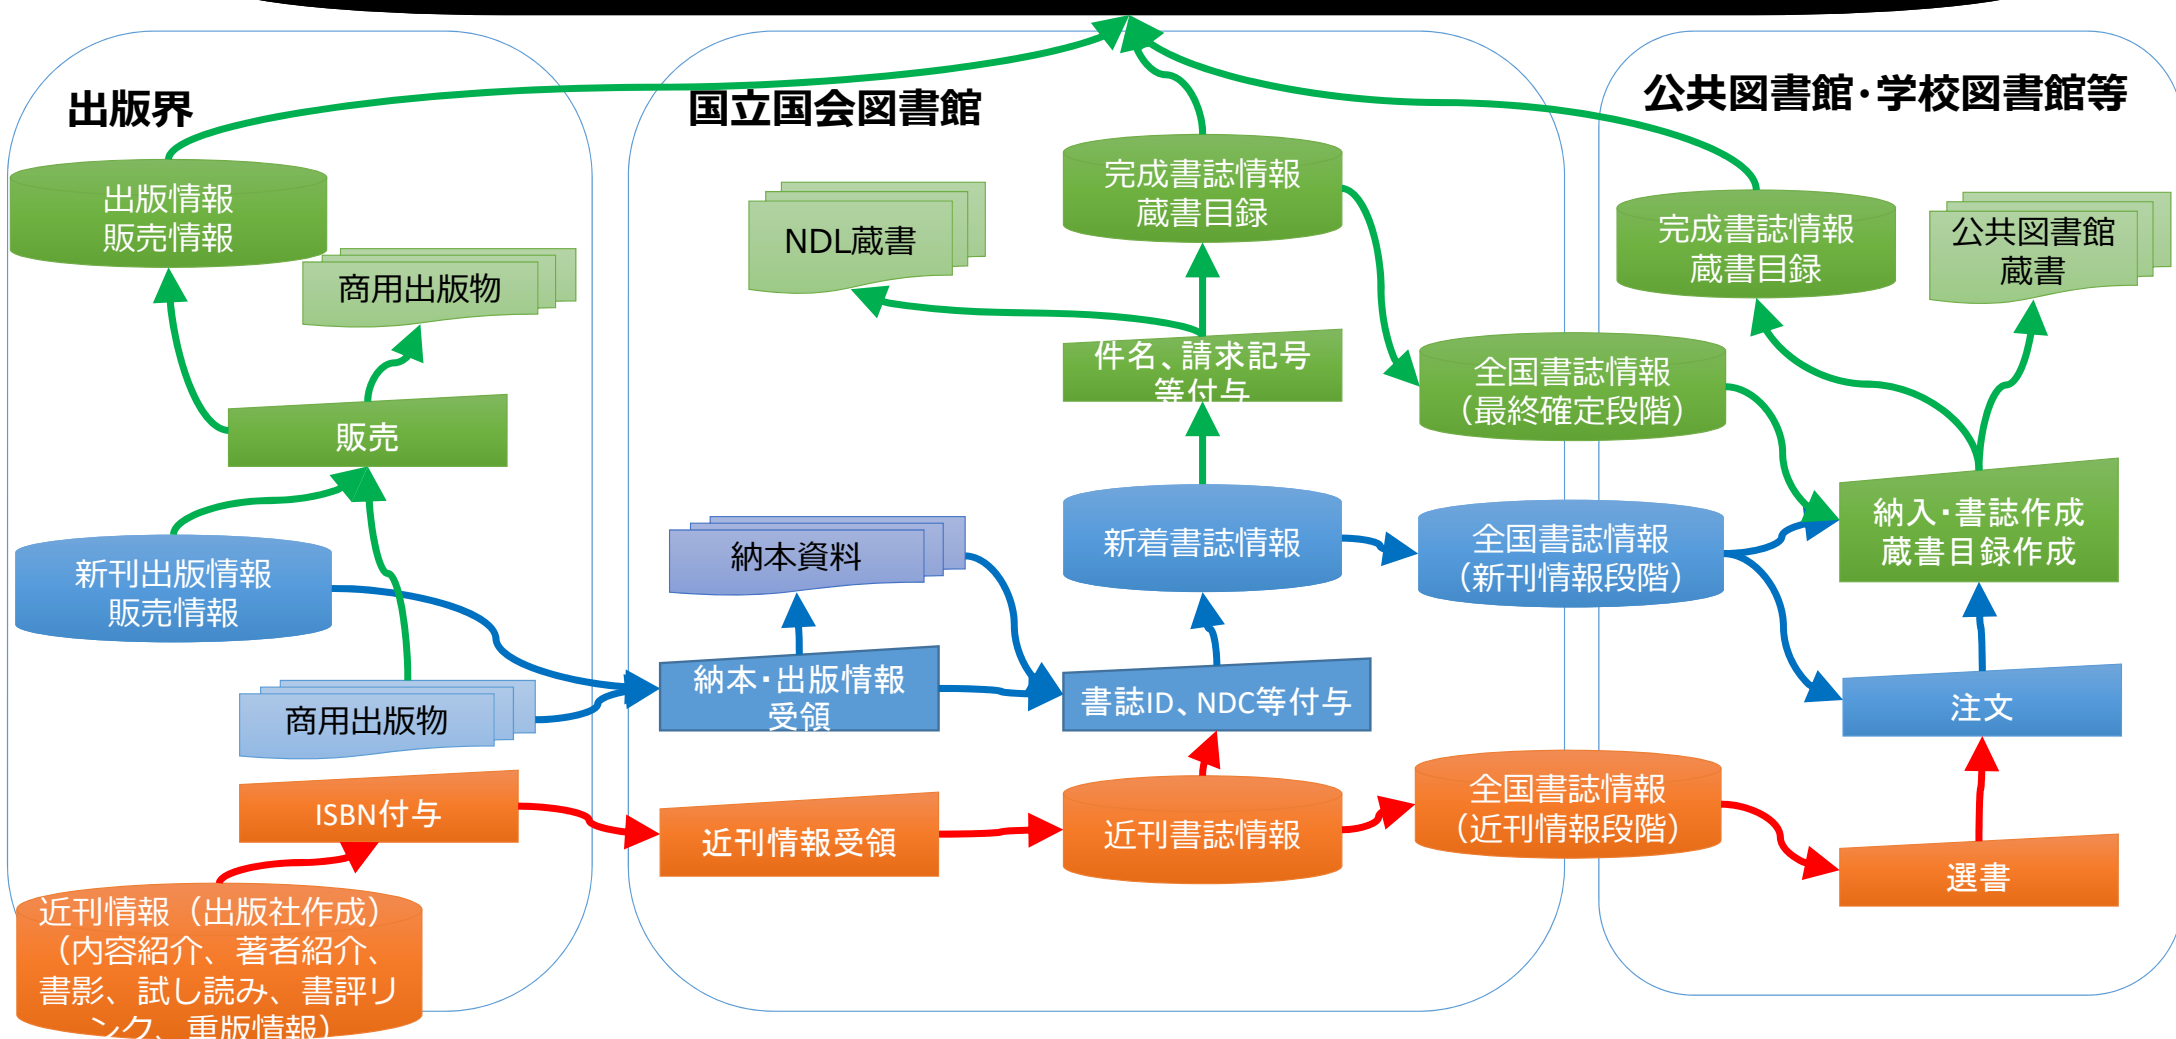 出版界
出版情報
販売情報
商用出版物
販売
新刊出版情報
販売情報
商用出版物
ISBN付与
近刊情報（出版社作成）
（内容紹介、著者紹介、
書影、試し読み、書評リ
ンク、重版情報）
国立国会図書館
完成書誌情報
蔵書目録
NDL蔵書
件名、請求記号
等付与
新着書誌情報
納本資料
納本・出版情報
受領
書誌ID、NDC等付与
近刊情報受領
近刊書誌情報
全国書誌情報
（最終確定段階）
全国書誌情報
（新刊情報段階）
全国書誌情報
（近刊情報段階）
公共図書館・学校図書館等
完成書誌情報
蔵書目録
公共図書館
蔵書
納入・書誌作成
蔵書目録作成
注文
選書